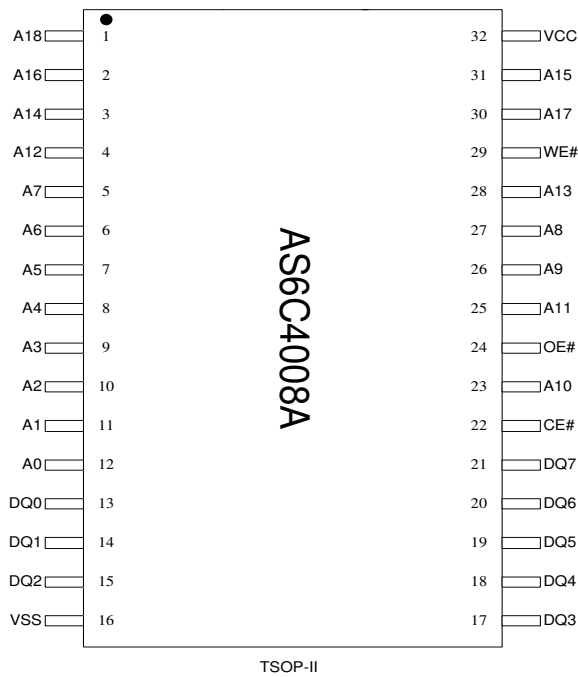 A18 1 32 VCC
A16 2 31 A15
A14 3 30 A17
A12 4 29 WE#
A7 5 28 A13
A6 6 27 A8
A5 7 26 A9
A4 8 25 A11
A3 9 24 OE#
A2 10 23 A10
A1 11 22 CE#
A0 12 21 DQ7
DQ0 13 20 DQ6
DQ1 14 19 DQ5
DQ2 15 18 DQ4
VSS 16 17 DQ3
AS6C4008A
TSOP-II